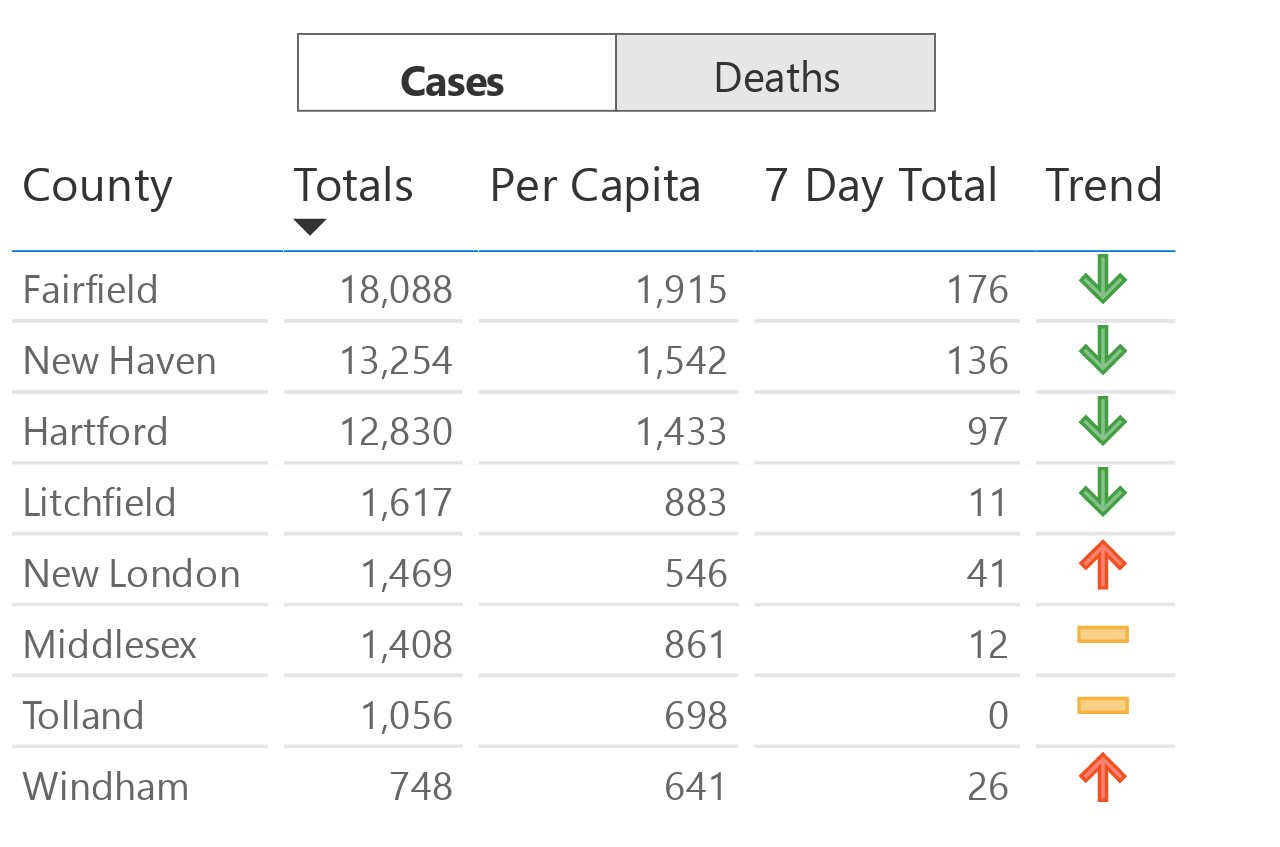 Cases Deaths
County Totals Per Capita 7 Day Total Trend
Fairfield 18,088 1,915 176
New Haven 13,254 1,542 136
Hartford 12,830 1,433 97
Litchfield 1,617 883 11
New London 1,469 546 41
Middlesex 1,408 861 12
Tolland 1,056 698 0
Windham 748 641 26